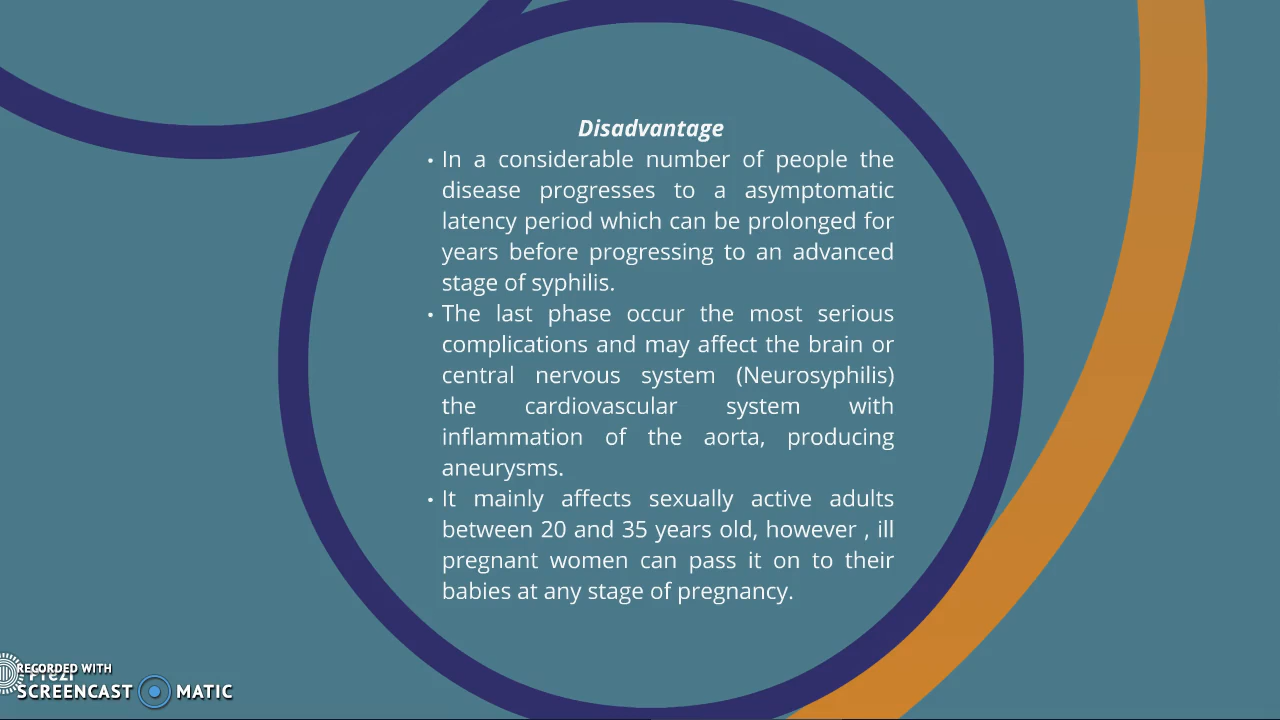 Disadvantage
• In a considerable number of people the
disease progresses to a asymptomatic
latency period which can be prolonged for
years before progressing to an advanced
stage of syphilis.
• The last phase occur the most serious
complications and may affect the brain or
central nervous system (Neurosyphilis)
the cardiovascular system with
inflammation of the aorta, producing
aneurysms.
• It mainly affects sexually active adults
between 20 and 35 years old, however , ill
pregnant women can pass it on to their
babies at any stage of pregnancy.
RECORDED WITH
Prezi
SCREENCAST MATIC